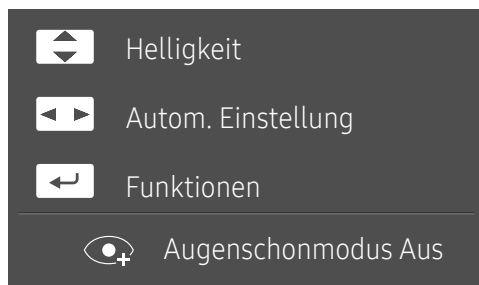 Helligkeit
Autom. Einstellung
Funktionen
Augenschonmodus Aus